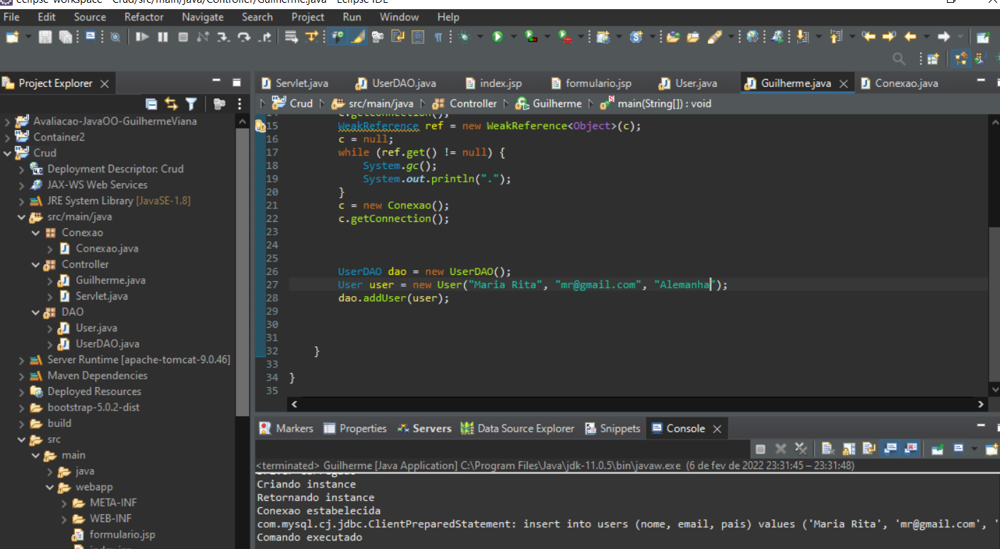 eclipse-workspace - Crud/src/main/java/Controller/Guilherme.java - Eclipse IDE
File Edit Source Refactor Navigate Search Project Run Window Help
Project Explorer
Avaliacao-JavaOO-GuilhermeViana
Container2
Crud
Deployment Descriptor: Crud
JAX-WS Web Services
JRE System Library [JavaSE-1.8]
src/main/java
Conexao
Conexao.java
Controller
Guilherme.java
Servlet.java
DAO
User.java
UserDAO.java
Server Runtime [apache-tomcat-9.0.46]
Maven Dependencies
Deployed Resources
bootstrap-5.0.2-dist
build
src
main
java
webapp
META-INF
WEB-INF
formulario.jsp
index.jsp
Servlet.java UserDAO.java index.jsp formulario.jsp User.java Guilherme.java Conexao.java
Crud src/main/java Controller Guilherme main(String[]) : void
14 c.getConnection();
15 WeakReference ref = new WeakReference<Object>(c);
16 c = null;
17 while (ref.get() != null) {
18 System.gc();
19 System.out.println(".");
20 }
21 c = new Conexao();
22 c.getConnection();
23
24
25
26 UserDAO dao = new UserDAO();
27 User user = new User("Maria Rita", "mr@gmail.com", "Alemanha");
28 dao.addUser(user);
29
30
31
32 }
33
34 }
35
Markers Properties Servers Data Source Explorer Snippets Console
<terminated> Guilherme [Java Application] C:\Program Files\Java\jdk-11.0.5\bin\javaw.exe (6 de fev de 2022 23:31:45 – 23:31:48)
Criando instance
Retornando instance
Conexao estabelecida
com.mysql.cj.jdbc.ClientPreparedStatement: insert into users (nome, email, pais) values ('Maria Rita', 'mr@gmail.com', '
Comando executado